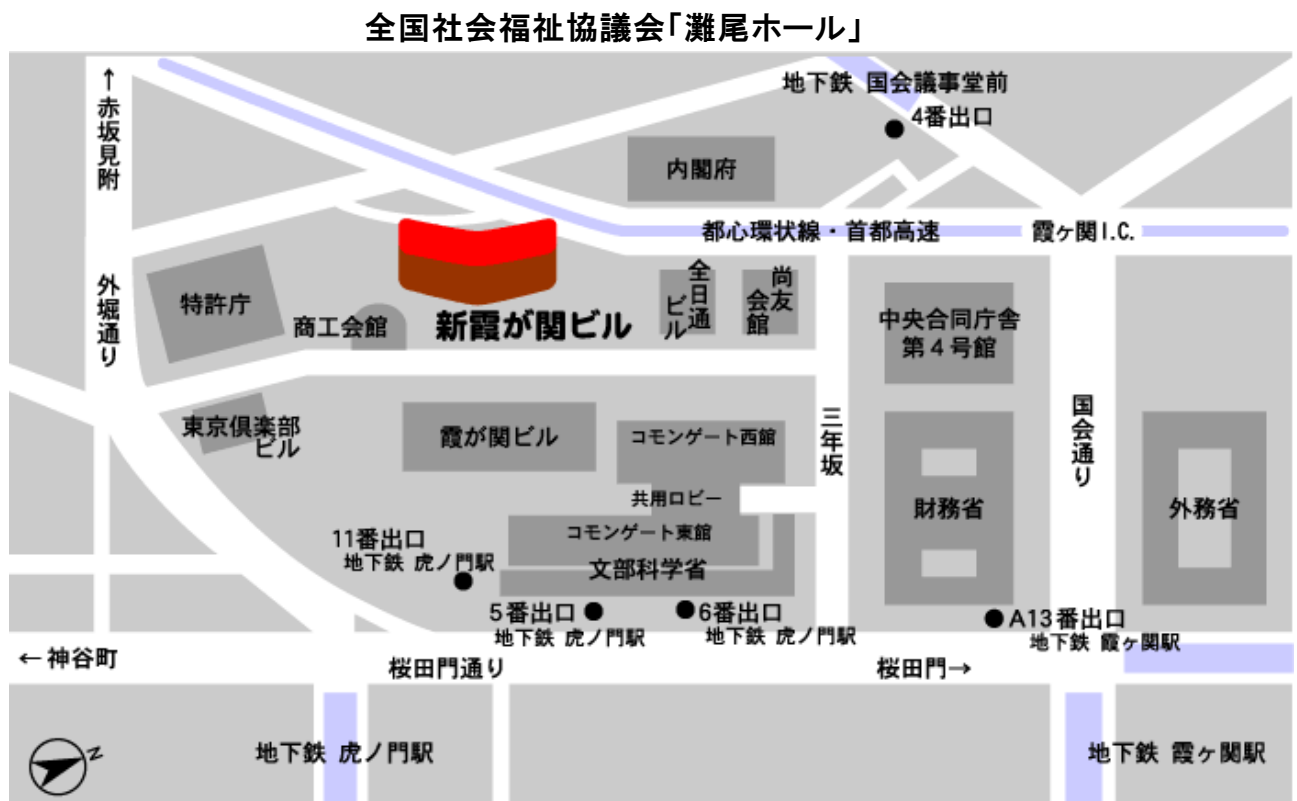 全国社会福祉協議会「灘尾ホール」
↑赤坂見附
地下鉄 国会議事堂前
4番出口
内閣府
都心環状線・首都高速
霞ヶ関I.C.
外堀通り
特許庁
商工会館
新霞が関ビル
全日通
ビル
尚友
会館
中央合同庁舎
第4号館
東京倶楽部
ビル
霞が関ビル
コモンゲート西館
三年坂
国会通り
共用ロビー
財務省
外務省
コモンゲート東館
文部科学省
11番出口
地下鉄 虎ノ門駅
5番出口
地下鉄 虎ノ門駅
6番出口
地下鉄 虎ノ門駅
A13番出口
地下鉄 霞ヶ関駅
←神谷町
桜田門通り
桜田門→
N
地下鉄 虎ノ門駅
地下鉄 霞ヶ関駅